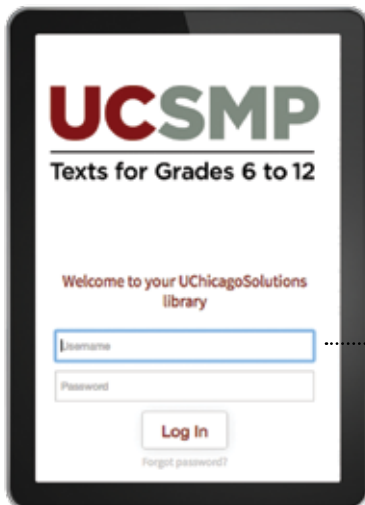 UCSMP
Texts for Grades 6 to 12
Welcome to your UChicagoSolutions
library
Username
Password
Log In
Forgot password?